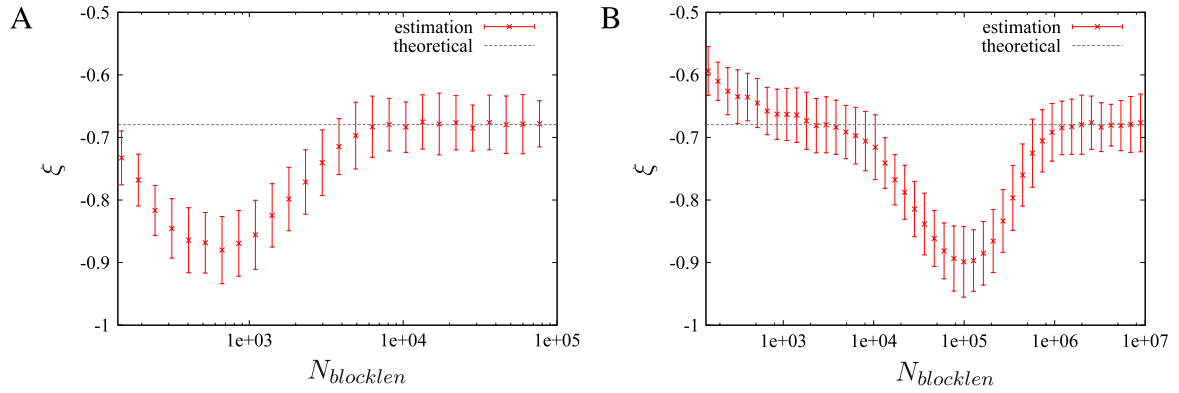 A
-0.5
-0.6
-0.7
-0.8
-0.9
-1
ξ
estimation
theoretical
1e+03
1e+04
1e+05
N_blocklen
B
-0.5
-0.6
-0.7
-0.8
-0.9
-1
ξ
estimation
theoretical
1e+03
1e+04
1e+05
1e+06
1e+07
N_blocklen